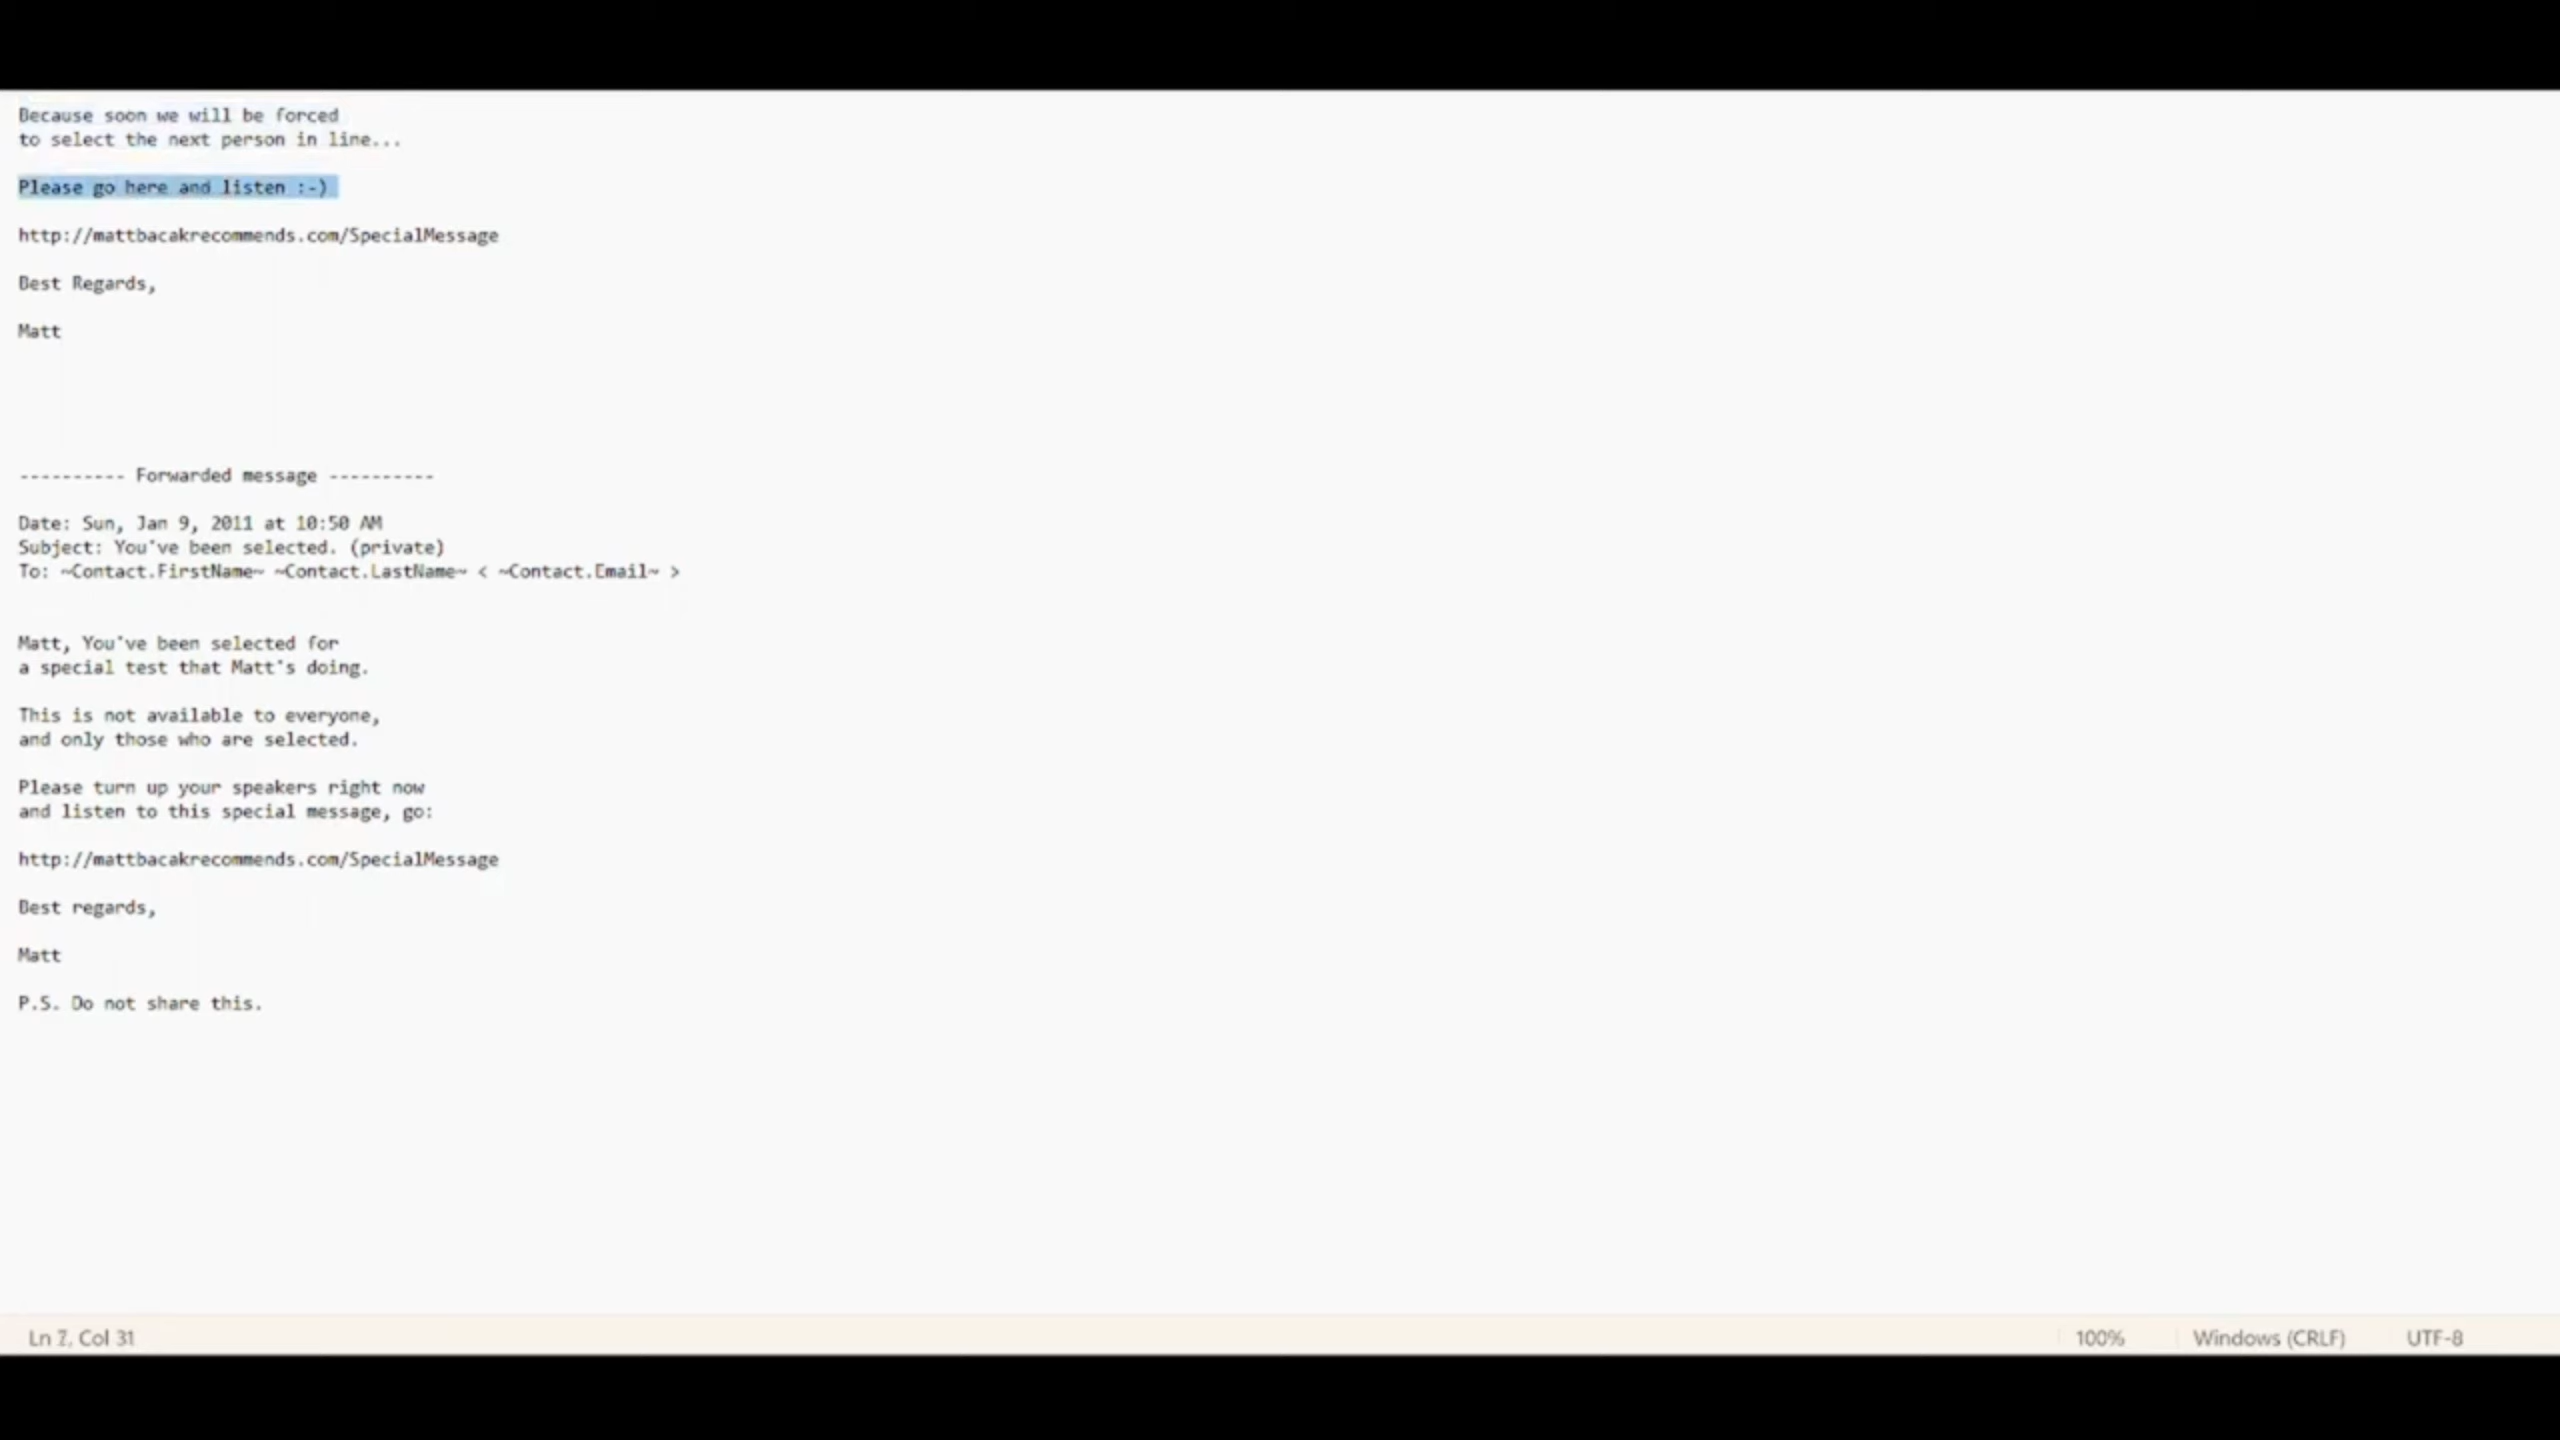 Because soon we will be forced
to select the next person in line...
Please go here and listen :-)
http://mattbacakrecommends.com/SpecialMessage
Best Regards,
Matt
---------- Forwarded message ----------
Date: Sun, Jan 9, 2011 at 10:50 AM
Subject: You've been selected. (private)
To: ~Contact.FirstName~ ~Contact.LastName~ < ~Contact.Email~ >
Matt, You've been selected for
a special test that Matt's doing.
This is not available to everyone,
and only those who are selected.
Please turn up your speakers right now
and listen to this special message, go:
http://mattbacakrecommends.com/SpecialMessage
Best regards,
Matt
P.S. Do not share this.
Ln 7, Col 31
100%
Windows (CRLF)
UTF-8